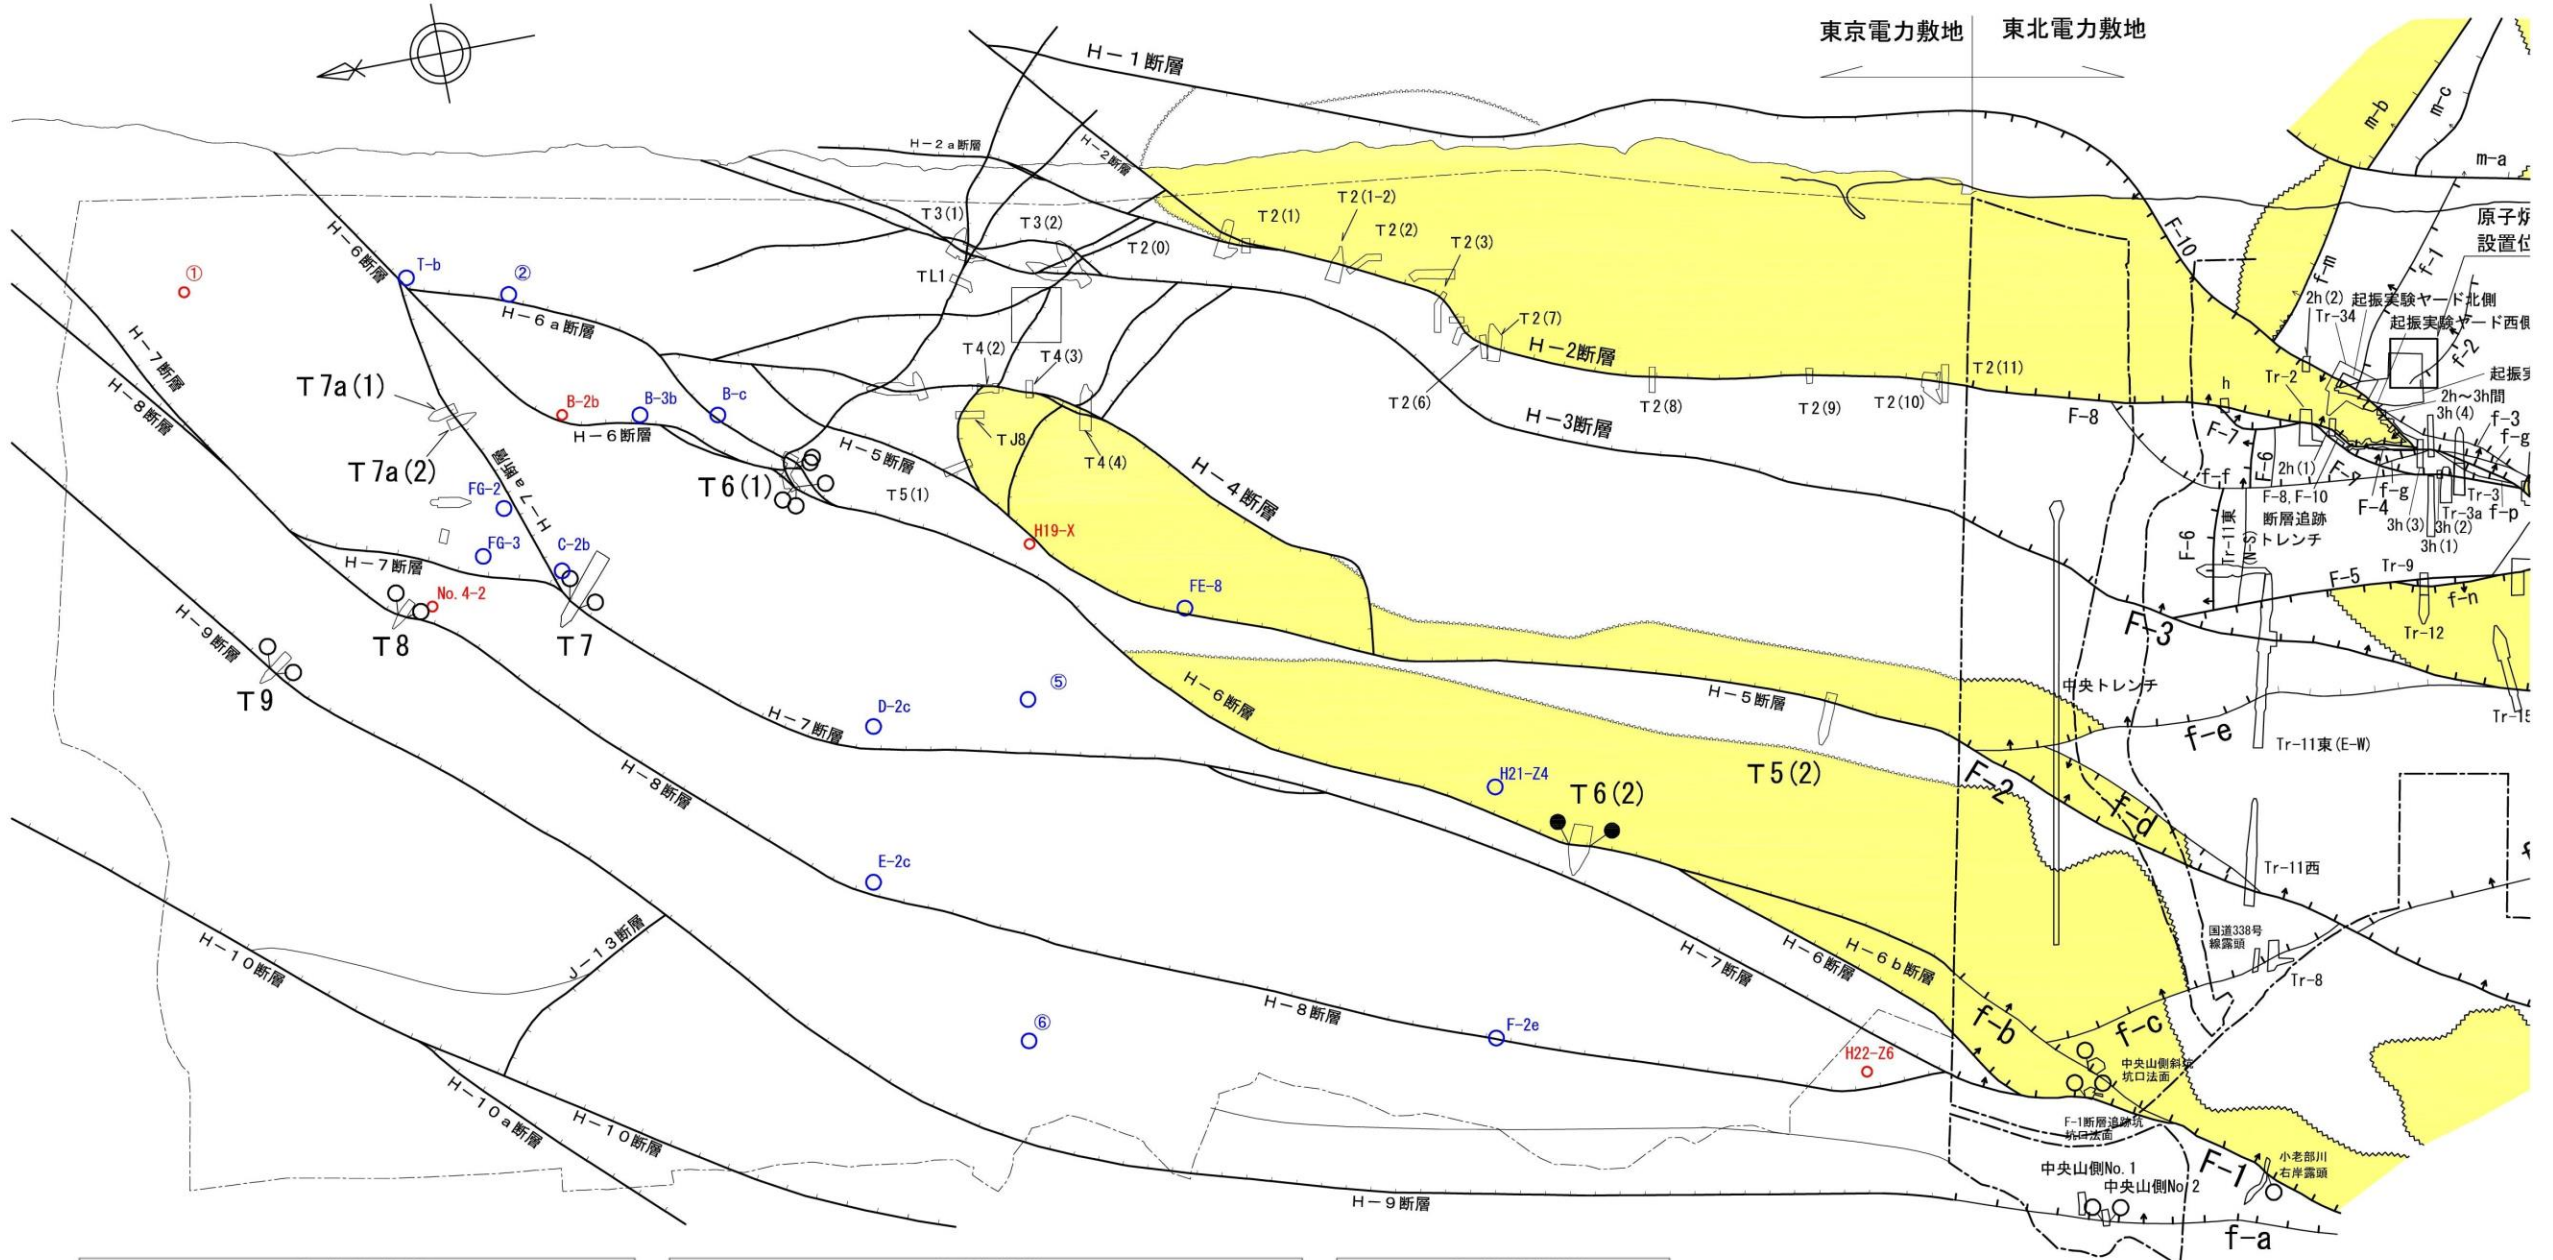 東京電力敷地
東北電力敷地
H－1断層
H－2a断層
H－2断層
m-b
m-c
m-a
原子炉
設置位
T3(1)
T3(2)
T2(0)
T2(1)
T2(1-2)
T2(2)
T2(3)
TL1
H－6断層
T-b
①
②
H－6a断層
F-10
f-m
f-1
2h(2)
起振実験ヤード北側
Tr-34
起振実験ヤード西側
f-2
T2(7)
H－2断層
T4(2)
T4(3)
H－7断層
H－8断層
T7a(1)
T7a(2)
B-2b
B-3b
B-c
H－6断層
T2(6)
T2(8)
T2(9)
T2(10)
T2(11)
H－3断層
F-8
h
Tr-2
起振実
2h～3h間
3h(4)
f-3
f-g
F-7
F-6
2h(1)
f-f
F-9
f-g
F-4
F-8, F-10
断層追跡
トレンチ
Tr-3
Tr-3a
f-p
3h(3)
3h(2)
3h(1)
TJ8
T4(4)
H－5断層
T5(1)
T6(1)
H－4断層
H－7a断層
FG-2
FG-3
C-2b
H19-X
FE-8
F-6
Tr-11東
(N-S)
F-5
Tr-9
f-n
Tr-12
H－7断層
No.4-2
T8
T7
H－9断層
T9
F-3
中央トレンチ
f-e
Tr-11東(E-W)
Tr-15
H－6断層
H－5断層
D-2c
⑤
H－7断層
H－8断層
H21-Z4
T6(2)
T5(2)
F-2
f-d
Tr-11西
E-2c
国道338号
線露頭
Tr-8
H－10断層
J－13断層
H－7断層
H－6断層
H－6b断層
f-b
f-c
H－8断層
⑥
F-2e
H22-Z6
中央山側斜坑
坑口法面
F-1断層追跡坑
坑口法面
H－10a断層
H－10断層
中央山側No.1
中央山側No.2
F-1
小老部川
右岸露頭
H－9断層
f-a